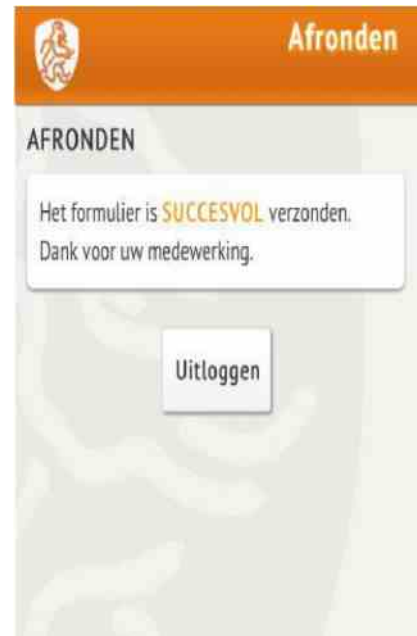 Afronden
AFRONDEN
Het formulier is SUCCESVOL verzonden.
Dank voor uw medewerking.
Uitloggen